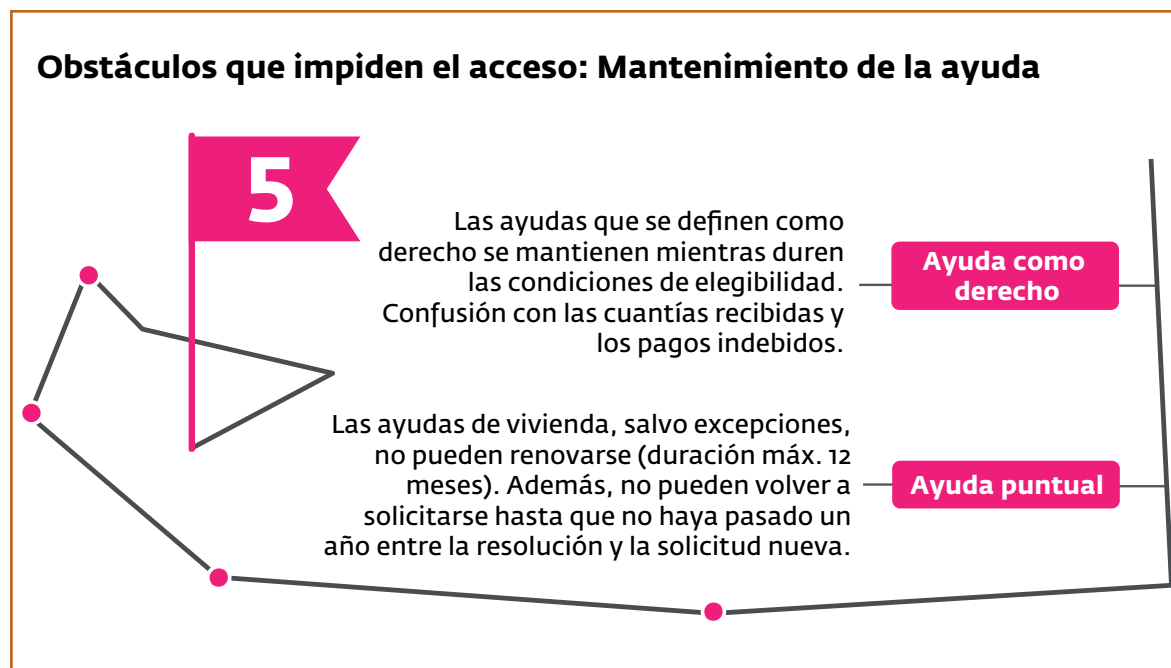 Obstáculos que impiden el acceso: Mantenimiento de la ayuda
5
Las ayudas que se definen como
derecho se mantienen mientras duren
las condiciones de elegibilidad.
Confusión con las cuantías recibidas y
los pagos indebidos.
Ayuda como
derecho
Las ayudas de vivienda, salvo excepciones,
no pueden renovarse (duración máx. 12
meses). Además, no pueden volver a
solicitarse hasta que no haya pasado un
año entre la resolución y la solicitud nueva.
Ayuda puntual